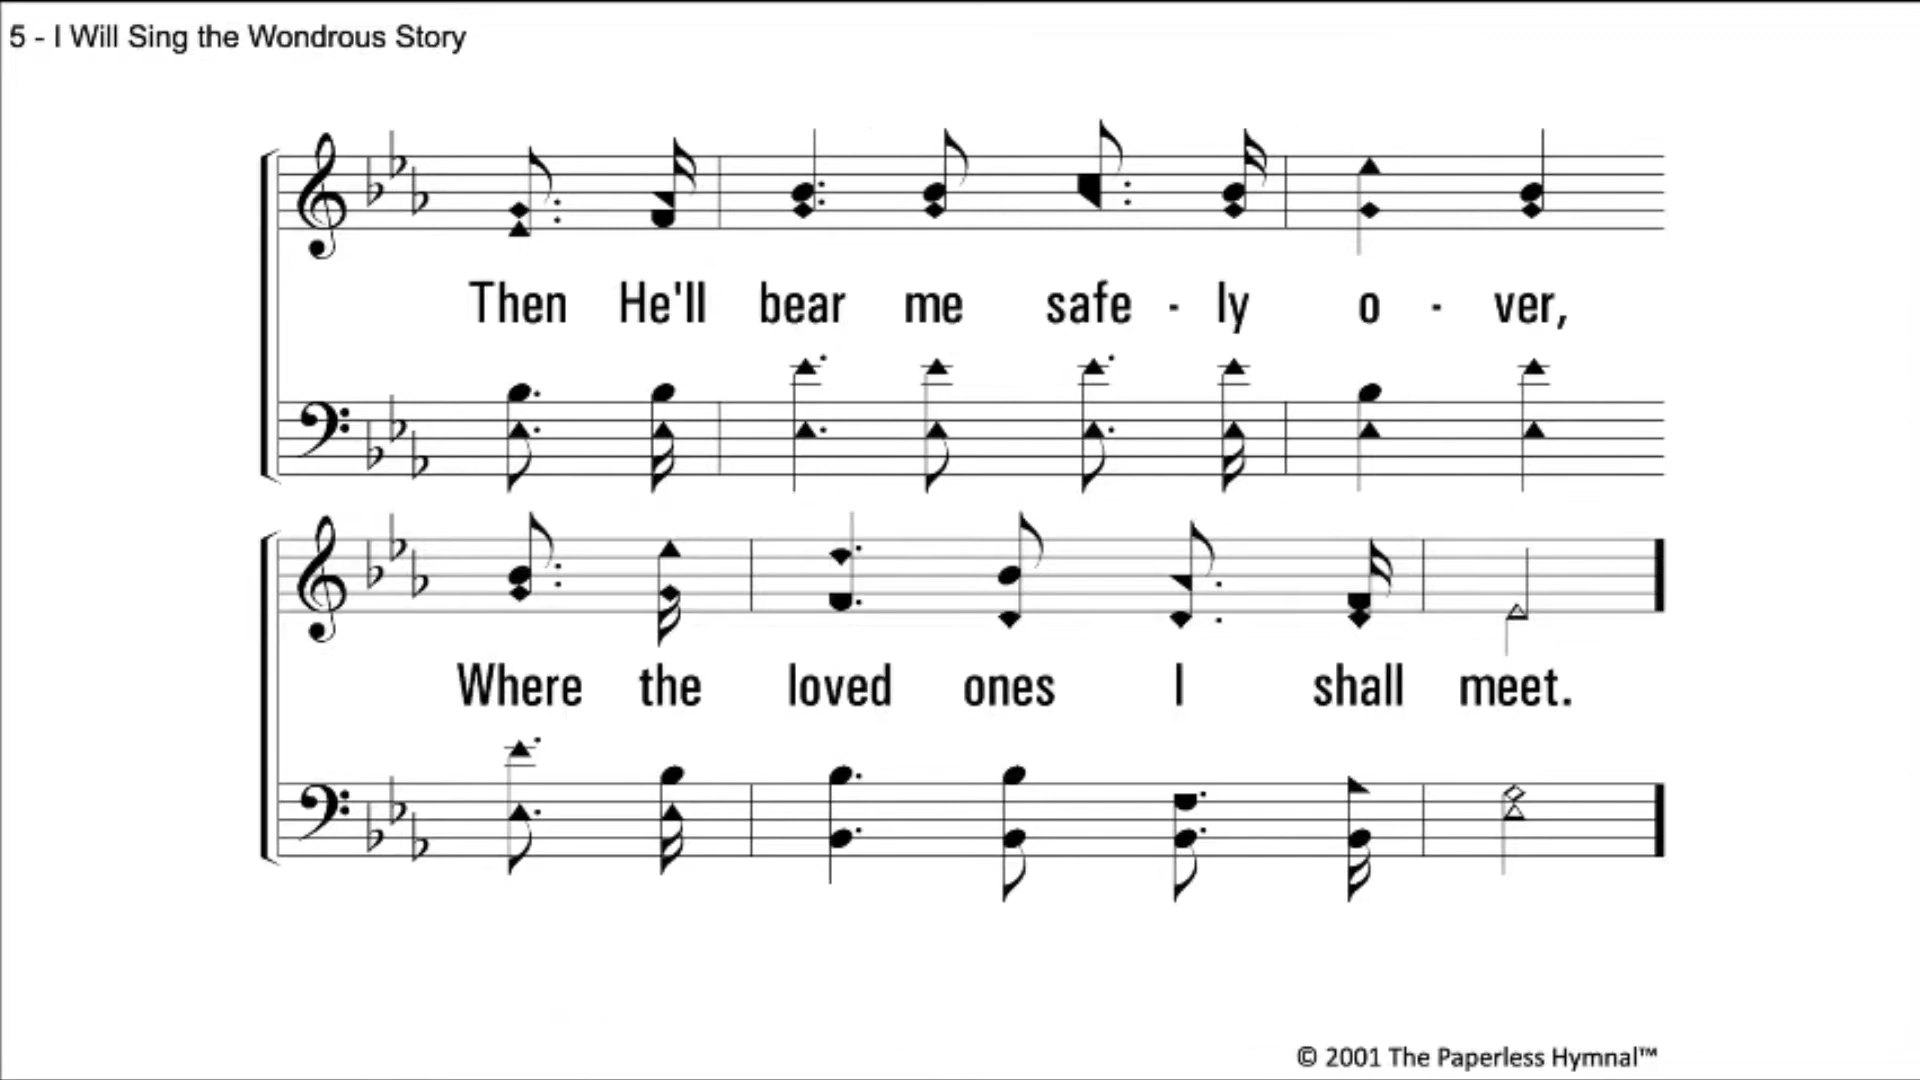 5 - I Will Sing the Wondrous Story
Then He'll bear me safe - ly o - ver,
Where the loved ones I shall meet.
© 2001 The Paperless Hymnal™